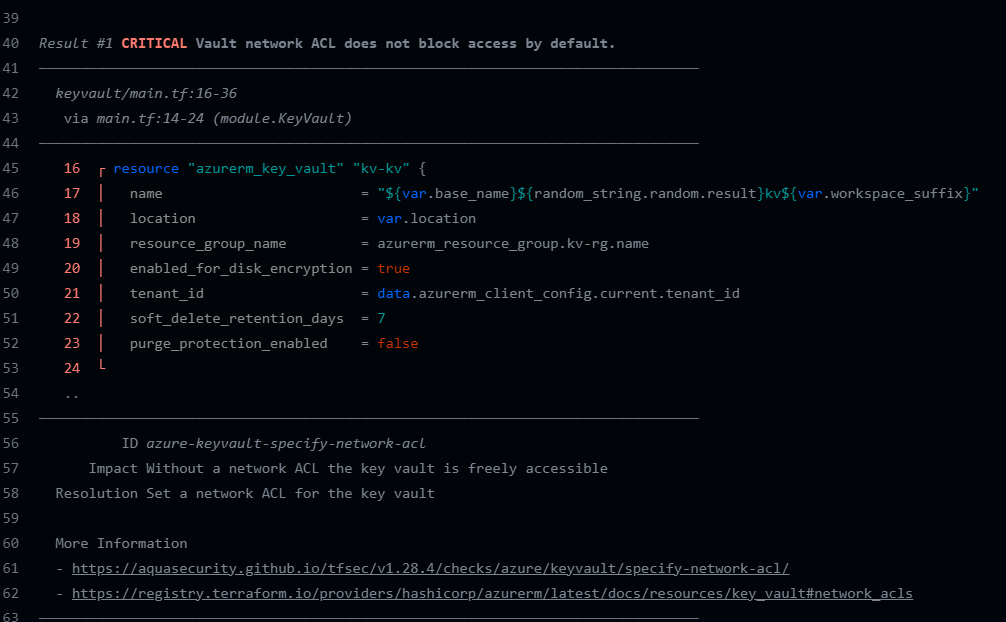 39
40 Result #1 CRITICAL Vault network ACL does not block access by default.
41 ────────────────────────────────────────────────────────────────────────────────
42 keyvault/main.tf:16-36
43 via main.tf:14-24 (module.KeyVault)
44 ────────────────────────────────────────────────────────────────────────────────
45 16 ┌ resource "azurerm_key_vault" "kv-kv" {
46 17 │ name = "${var.base_name}${random_string.random.result}kv${var.workspace_suffix}"
47 18 │ location = var.location
48 19 │ resource_group_name = azurerm_resource_group.kv-rg.name
49 20 │ enabled_for_disk_encryption = true
50 21 │ tenant_id = data.azurerm_client_config.current.tenant_id
51 22 │ soft_delete_retention_days = 7
52 23 │ purge_protection_enabled = false
53 24 └
54 ..
55 ────────────────────────────────────────────────────────────────────────────────
56 ID azure-keyvault-specify-network-acl
57 Impact Without a network ACL the key vault is freely accessible
58 Resolution Set a network ACL for the key vault
59
60 More Information
61 - https://aquasecurity.github.io/tfsec/v1.28.4/checks/azure/keyvault/specify-network-acl/
62 - https://registry.terraform.io/providers/hashicorp/azurerm/latest/docs/resources/key_vault#network_acls
63 ────────────────────────────────────────────────────────────────────────────────